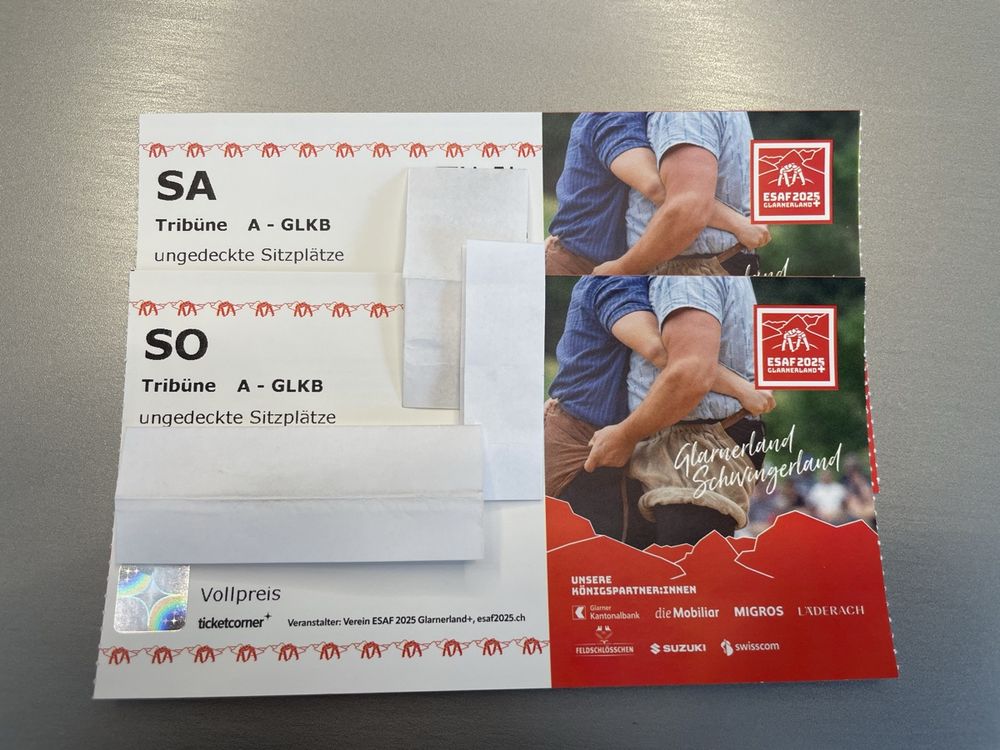 SA
Tribüne A - GLKB
ungedeckte Sitzplätze
ESAF 2025
GLARNERLAND+
SO
Tribüne A - GLKB
ungedeckte Sitzplätze
ESAF 2025
GLARNERLAND+
Glarnerland
Schwingerland
Vollpreis
ticketcorner
Veranstalter: Verein ESAF 2025 Glarnerland+, esaf2025.ch
UNSERE
KÖNIGSPARTNER:INNEN
Glarner
Kantonalbank
die Mobiliar
MIGROS
LÄDERACH
FELDSCHLÖSSCHEN
SUZUKI
swisscom